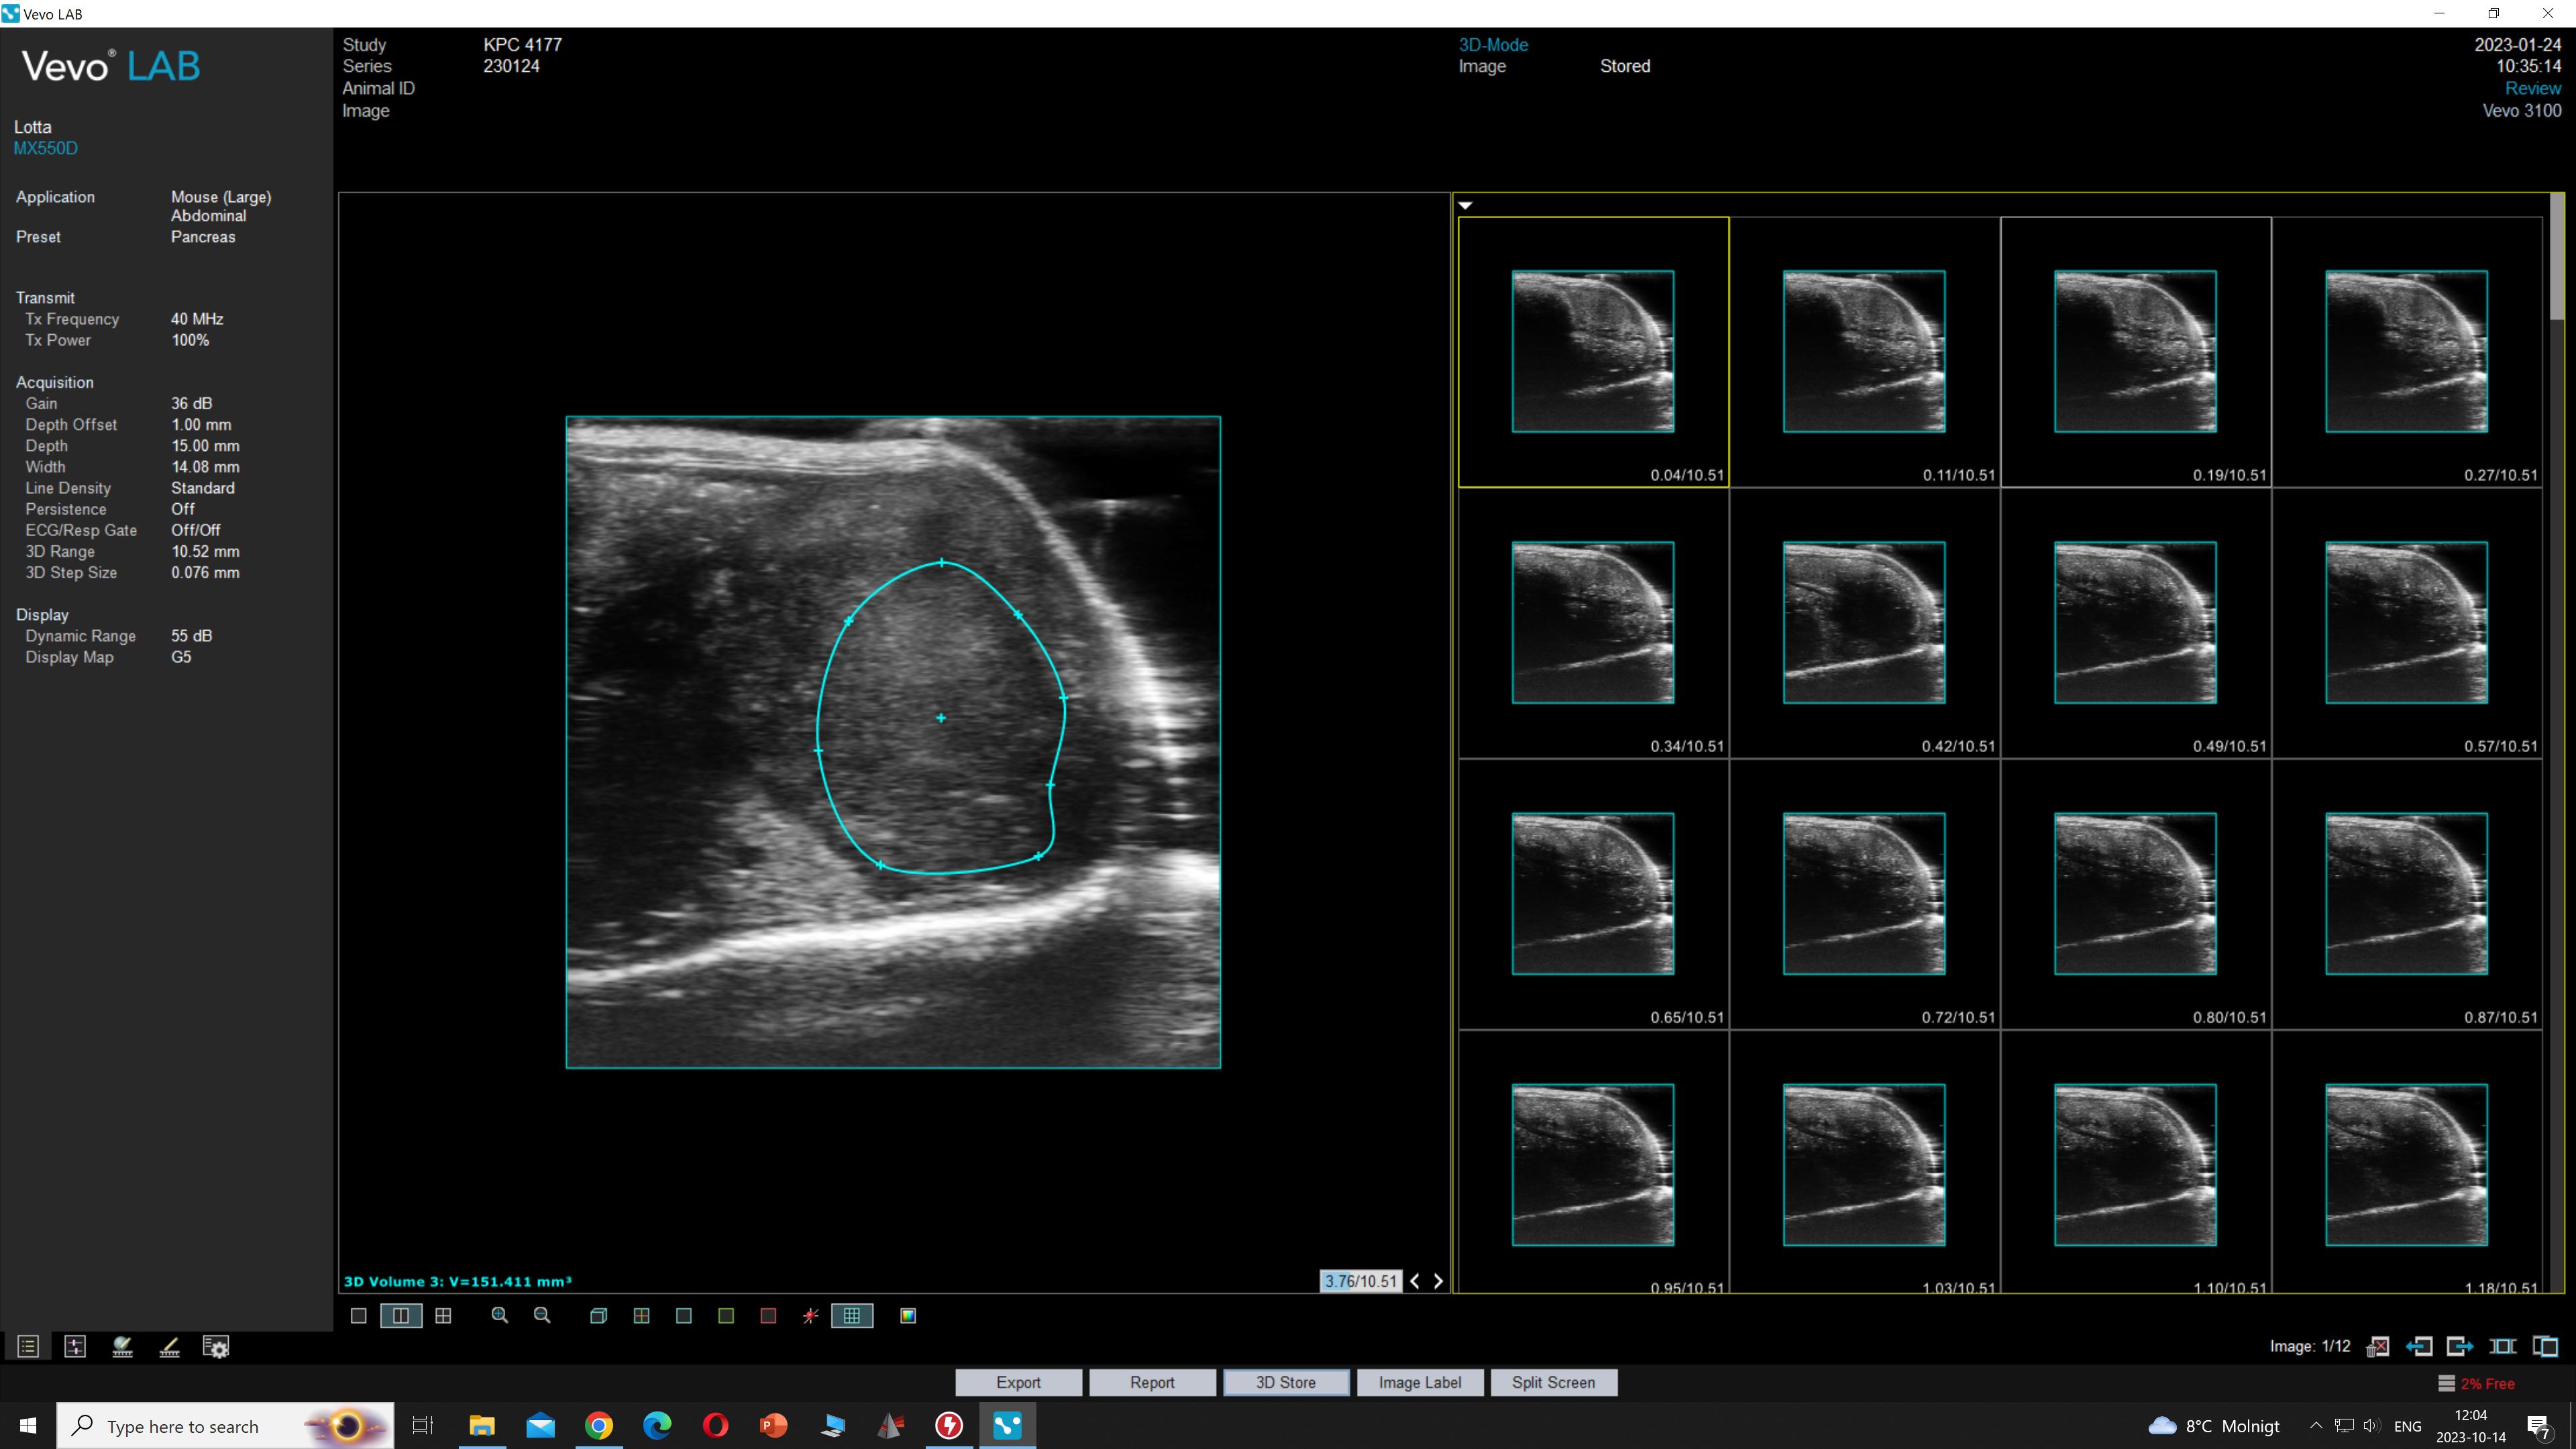 Vevo LAB
Vevo® LAB
Lotta
MX550D
Application Mouse (Large)
Abdominal
Preset Pancreas
Transmit
Tx Frequency 40 MHz
Tx Power 100%
Acquisition
Gain 36 dB
Depth Offset 1.00 mm
Depth 15.00 mm
Width 14.08 mm
Line Density Standard
Persistence Off
ECG/Resp Gate Off/Off
3D Range 10.52 mm
3D Step Size 0.076 mm
Display
Dynamic Range 55 dB
Display Map G5
Study KPC 4177
Series 230124
Animal ID
Image
3D-Mode
Image Stored
2023-01-24
10:35:14
Review
Vevo 3100
0.04/10.51 0.11/10.51 0.19/10.51 0.27/10.51
0.34/10.51 0.42/10.51 0.49/10.51 0.57/10.51
0.65/10.51 0.72/10.51 0.80/10.51 0.87/10.51
0.95/10.51 1.03/10.51 1.10/10.51 1.18/10.51
3D Volume 3: V=151.411 mm³
3.76/10.51
Image: 1/12
Export Report 3D Store Image Label Split Screen
2% Free
Type here to search
8°C Molnigt
ENG
12:04
2023-10-14
7